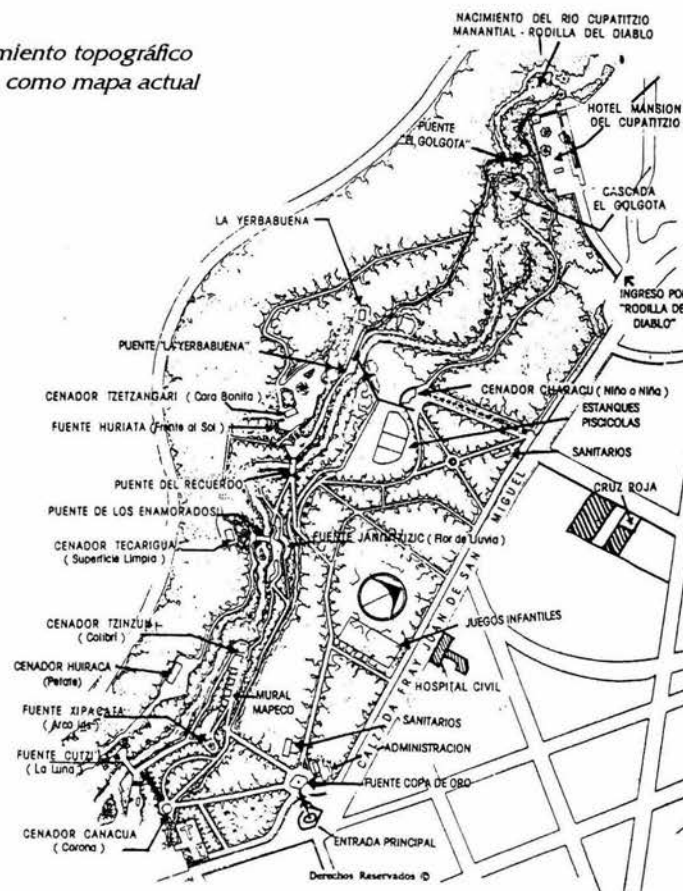 miento topográfico
como mapa actual
NACIMIENTO DEL RIO CUPATITZIO
MANANTIAL - RODILLA DEL DIABLO
HOTEL MANSION
DEL CUPATITZIO
PUENTE
"EL GOLGOTA"
CASCADA
EL GOLGOTA
LA YERBABUENA
INGRESO POR
"RODILLA DE
DIABLO"
PUENTE "LA YERBABUENA"
CENADOR TZETZANGARI (Cara Bonita)
CENADOR CHARACU (Niño o Niña)
ESTANQUES
PISCICOLAS
FUENTE HURIATA (Frente al Sol)
SANITARIOS
PUENTE DEL RECUERDO
CRUZ ROJA
PUENTE DE LOS ENAMORADOS
CENADOR TECARIGUA
(Superficie Limpia)
(Flor de Lluvia)
CALZADA FRAY JUAN DE SAN MIGUEL
CENADOR TZINZUN
(Colibri)
JUEGOS INFANTILES
CENADOR HUIRACA
(Petate)
HOSPITAL CIVIL
MURAL
MAPECO
FUENTE XIPACATA
(Arco Iris)
SANITARIOS
ADMINISTRACION
FUENTE CUTZI
(La Luna)
FUENTE COPA DE ORO
CENADOR CANACUA
(Corona)
ENTRADA PRINCIPAL
Derechos Reservados ©